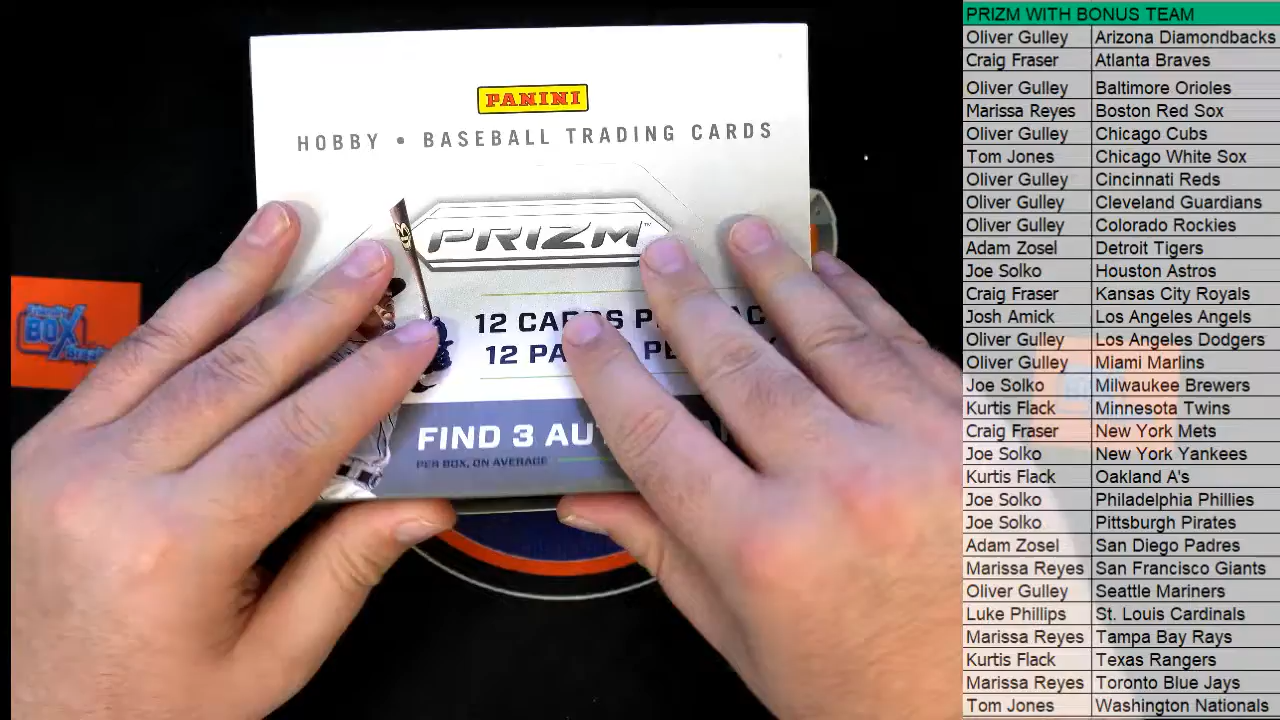 PANINI
HOBBY • BASEBALL TRADING CARDS
PRIZM
12 CARDS
12
FIND 3
PER BOX, ON AVERAGE
BOX
PRIZM WITH BONUS TEAM
Oliver Gulley Arizona Diamondbacks
Craig Fraser Atlanta Braves
Oliver Gulley Baltimore Orioles
Marissa Reyes Boston Red Sox
Oliver Gulley Chicago Cubs
Tom Jones Chicago White Sox
Oliver Gulley Cincinnati Reds
Oliver Gulley Cleveland Guardians
Oliver Gulley Colorado Rockies
Adam Zosel Detroit Tigers
Joe Solko Houston Astros
Craig Fraser Kansas City Royals
Josh Amick Los Angeles Angels
Oliver Gulley Los Angeles Dodgers
Oliver Gulley Miami Marlins
Joe Solko Milwaukee Brewers
Kurtis Flack Minnesota Twins
Craig Fraser New York Mets
Joe Solko New York Yankees
Kurtis Flack Oakland A's
Joe Solko Philadelphia Phillies
Joe Solko Pittsburgh Pirates
Adam Zosel San Diego Padres
Marissa Reyes San Francisco Giants
Oliver Gulley Seattle Mariners
Luke Phillips St. Louis Cardinals
Marissa Reyes Tampa Bay Rays
Kurtis Flack Texas Rangers
Marissa Reyes Toronto Blue Jays
Tom Jones Washington Nationals